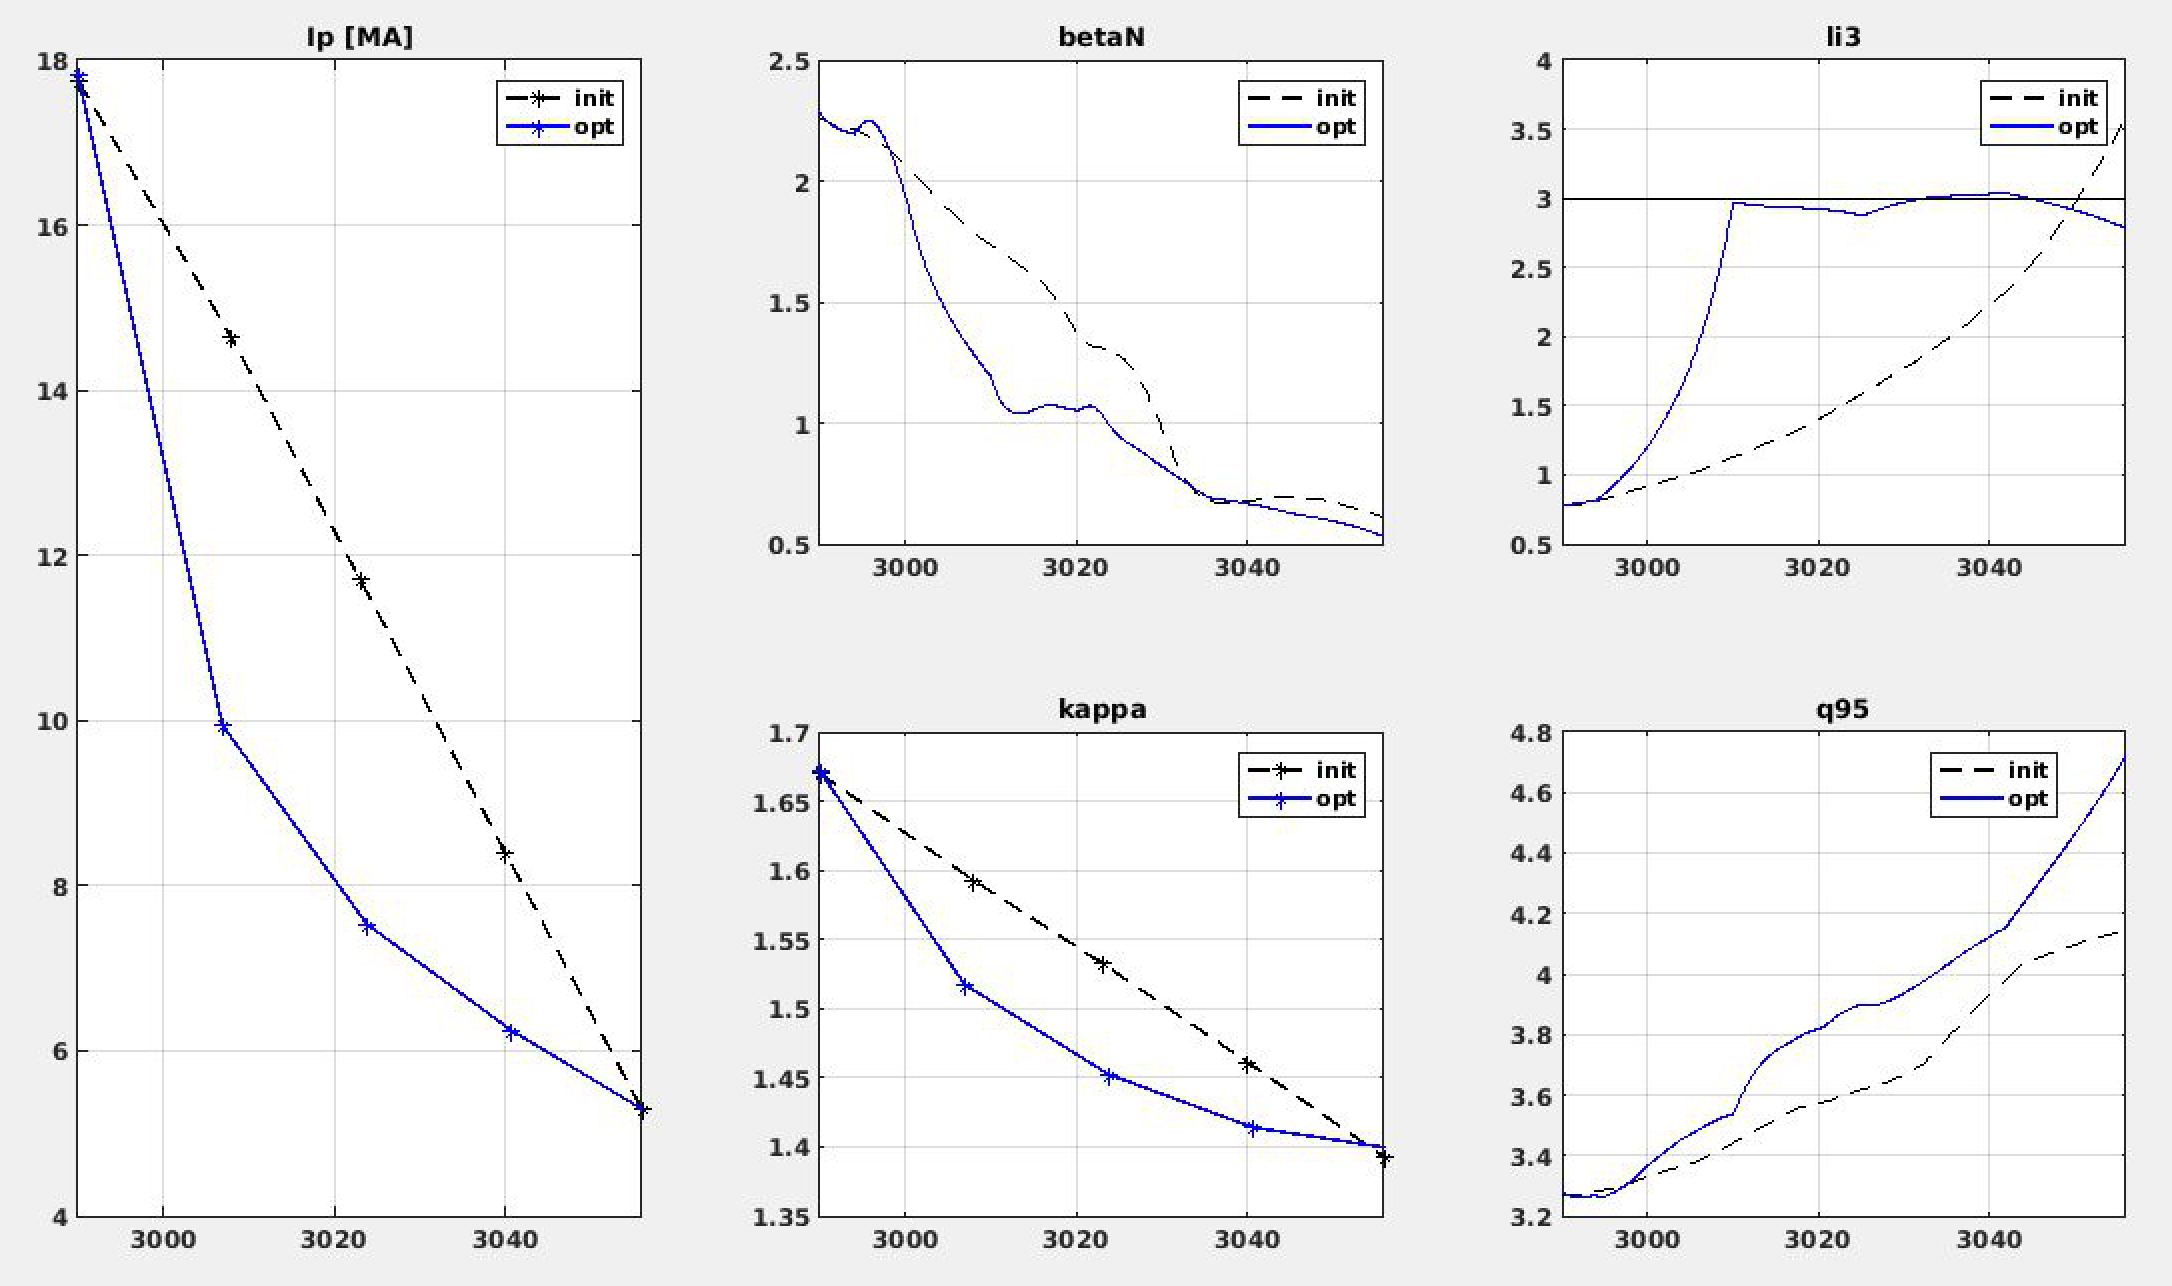 Ip [MA]
18
16
14
12
10
8
6
4
3000 3020 3040
init
opt
betaN
2.5
2
1.5
1
0.5
3000 3020 3040
init
opt
li3
4
3.5
3
2.5
2
1.5
1
0.5
3000 3020 3040
init
opt
kappa
1.7
1.65
1.6
1.55
1.5
1.45
1.4
1.35
3000 3020 3040
init
opt
q95
4.8
4.6
4.4
4.2
4
3.8
3.6
3.4
3.2
3000 3020 3040
init
opt